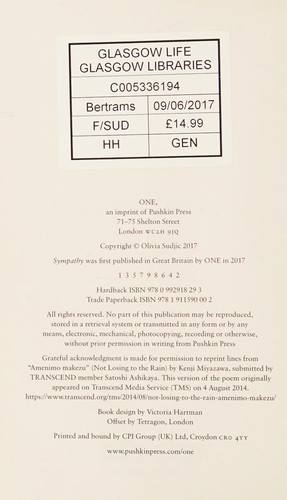 GLASGOW LIFE
GLASGOW LIBRARIES
C005336194
Bertrams 09/06/2017
F/SUD £14.99
HH GEN
ONE,
an imprint of Pushkin Press
71–75 Shelton Street
London WC2H 9JQ
Copyright © Olivia Sudjic 2017
Sympathy was first published in Great Britain by ONE in 2017
1 3 5 7 9 8 6 4 2
Hardback ISBN 978 0 992918 29 3
Trade Paperback ISBN 978 1 911590 00 2
All rights reserved. No part of this publication may be reproduced,
stored in a retrieval system or transmitted in any form or by any
means, electronic, mechanical, photocopying, recording or otherwise,
without prior permission in writing from Pushkin Press
Grateful acknowledgment is made for permission to reprint lines from
“Amenimo makezu” (Not Losing to the Rain) by Kenji Miyazawa, submitted by
TRANSCEND member Satoshi Ashikaya. This version of the poem originally
appeared on Transcend Media Service (TMS) on 4 August 2014.
https://www.transcend.org/tms/2014/08/not-losing-to-the-rain-amenimo-makezu/
Book design by Victoria Hartman
Offset by Tetragon, London
Printed and bound by CPI Group (UK) Ltd, Croydon CR0 4YY
www.pushkinpress.com/one